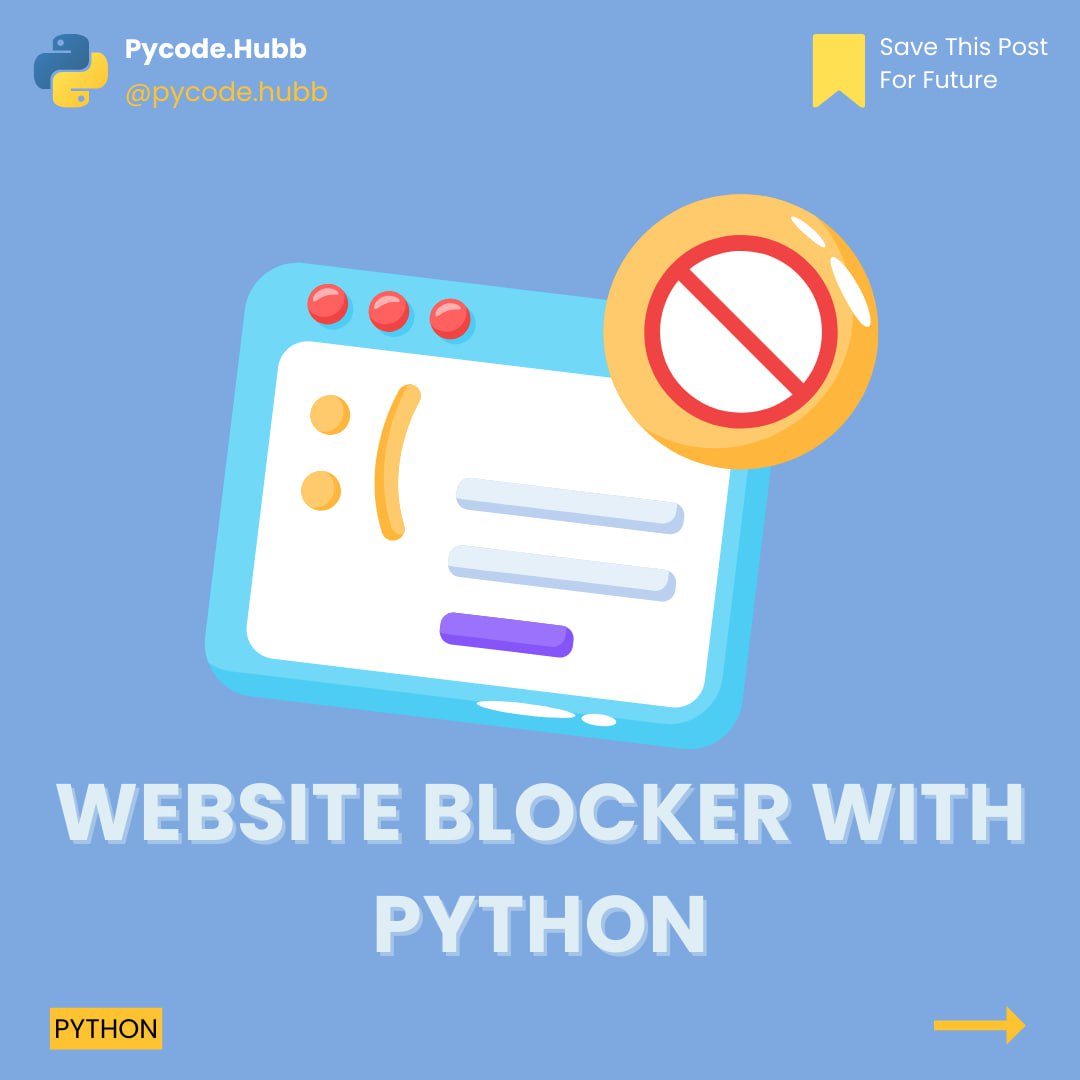 Pycode.Hubb
@pycode.hubb
Save This Post
For Future
WEBSITE BLOCKER WITH
PYTHON
PYTHON